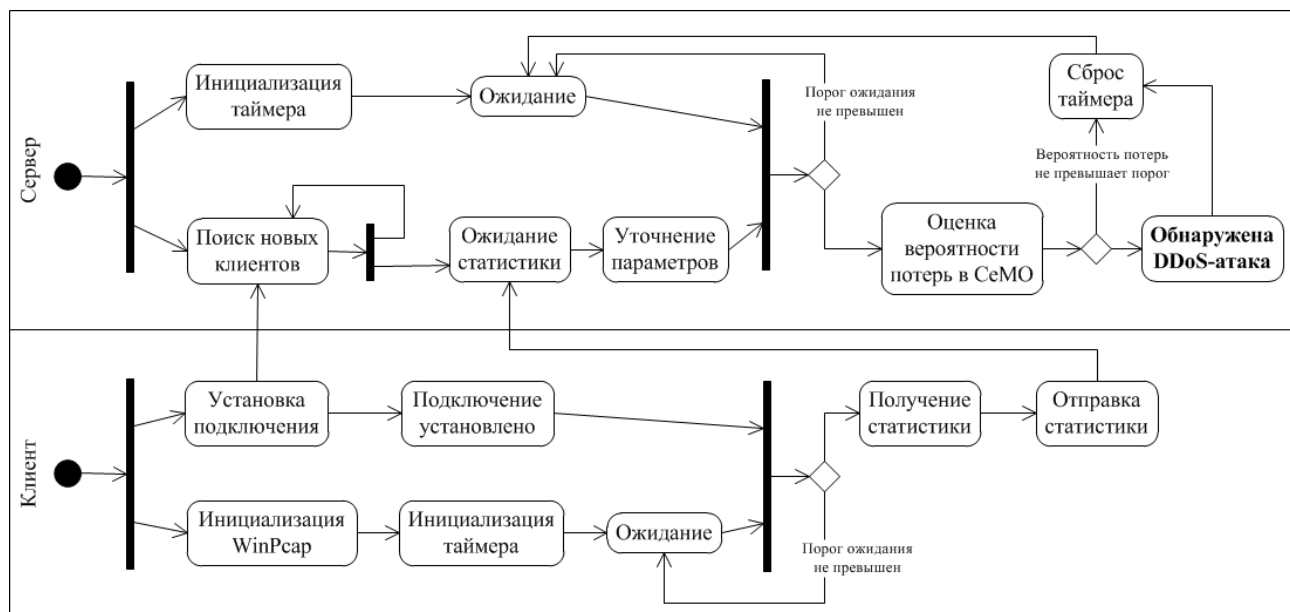 Сервер
Инициализация
таймера
Ожидание
Порог ожидания
не превышен
Сброс
таймера
Вероятность потерь
не превышает порог
Поиск новых
клиентов
Ожидание
статистики
Уточнение
параметров
Оценка
вероятности
потерь в СеМО
Обнаружена
DDoS-атака
Клиент
Установка
подключения
Подключение
установлено
Получение
статистики
Отправка
статистики
Инициализация
WinPcap
Инициализация
таймера
Ожидание
Порог ожидания
не превышен